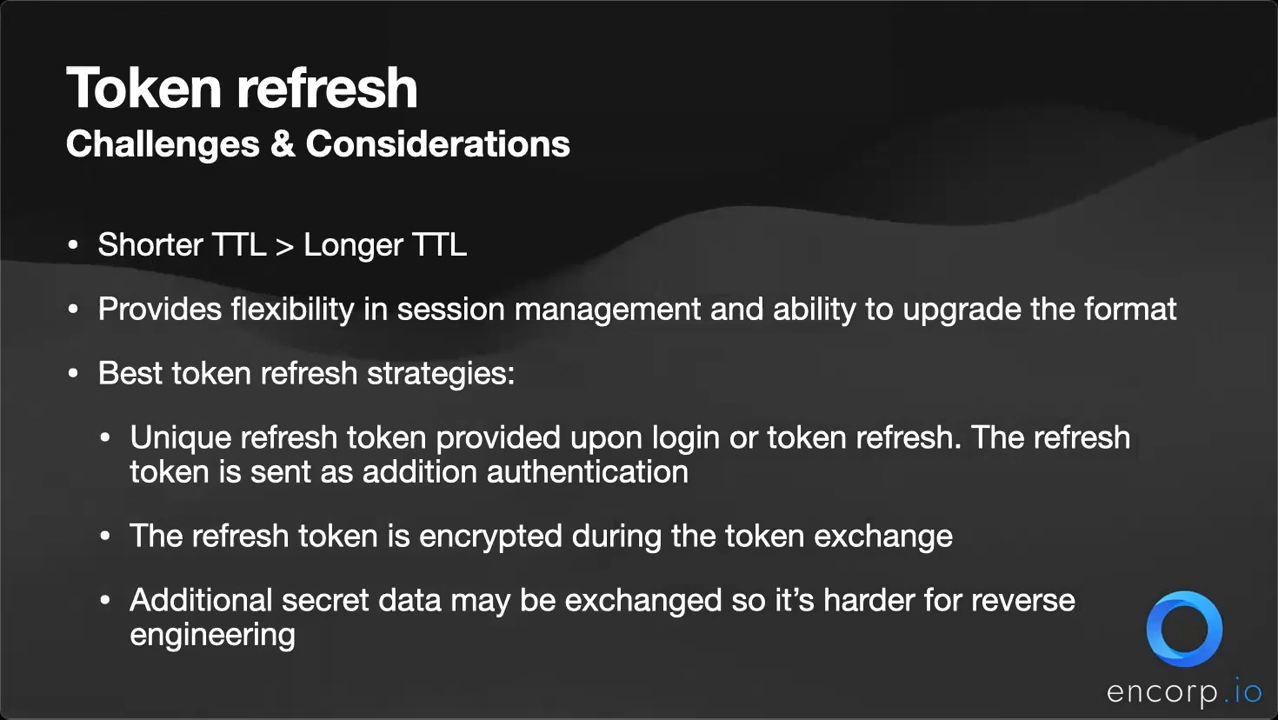 Token refresh
Challenges & Considerations
• Shorter TTL > Longer TTL
• Provides flexibility in session management and ability to upgrade the format
• Best token refresh strategies:
• Unique refresh token provided upon login or token refresh. The refresh
token is sent as addition authentication
• The refresh token is encrypted during the token exchange
• Additional secret data may be exchanged so it’s harder for reverse
engineering
encorp.io